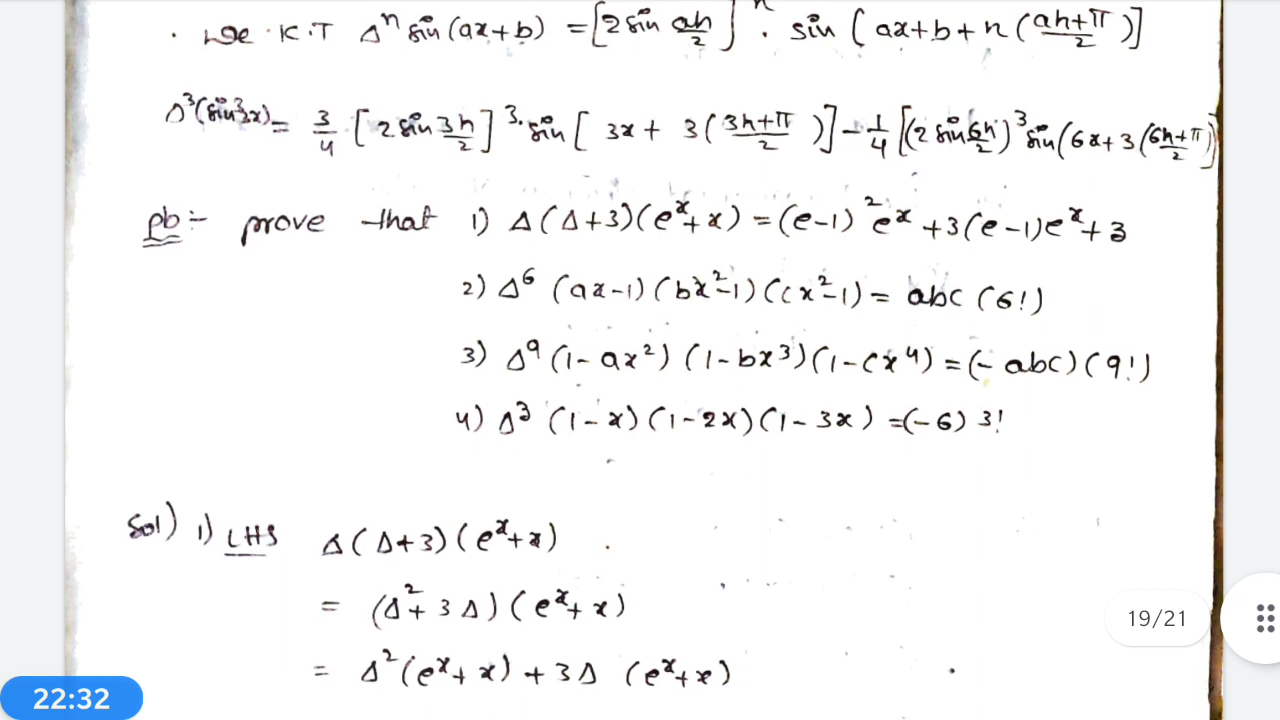 . we K.T Δⁿ sin(ax+b) = [2 sin ah/2]ⁿ . sin [ax+b+n(ah+π/2)]
Δ³(sin³2x) = 3/4 [2 sin 3h/2]³. sin [3x + 3(3h+π/2)] - 1/4 [(2 sin 6h/2)³ sin(6x+3(6h+π/2)]
pb:- prove that 1) Δ(Δ+3)(eˣ+x) = (e-1)²eˣ+3(e-1)eˣ+3
2) Δ⁶ (ax-1)(bx²-1)(cx²-1) = abc (6!)
3) Δ⁹ (1-ax²) (1-bx³)(1-cx⁴) = (-abc)(9!)
4) Δ³ (1-x)(1-2x)(1-3x) =(-6) 3!
Sol) 1) LHS Δ(Δ+3)(eˣ+x)
= (Δ²+3Δ)(eˣ+x)
= Δ²(eˣ+x) + 3Δ (eˣ+x)
19/21
22:32